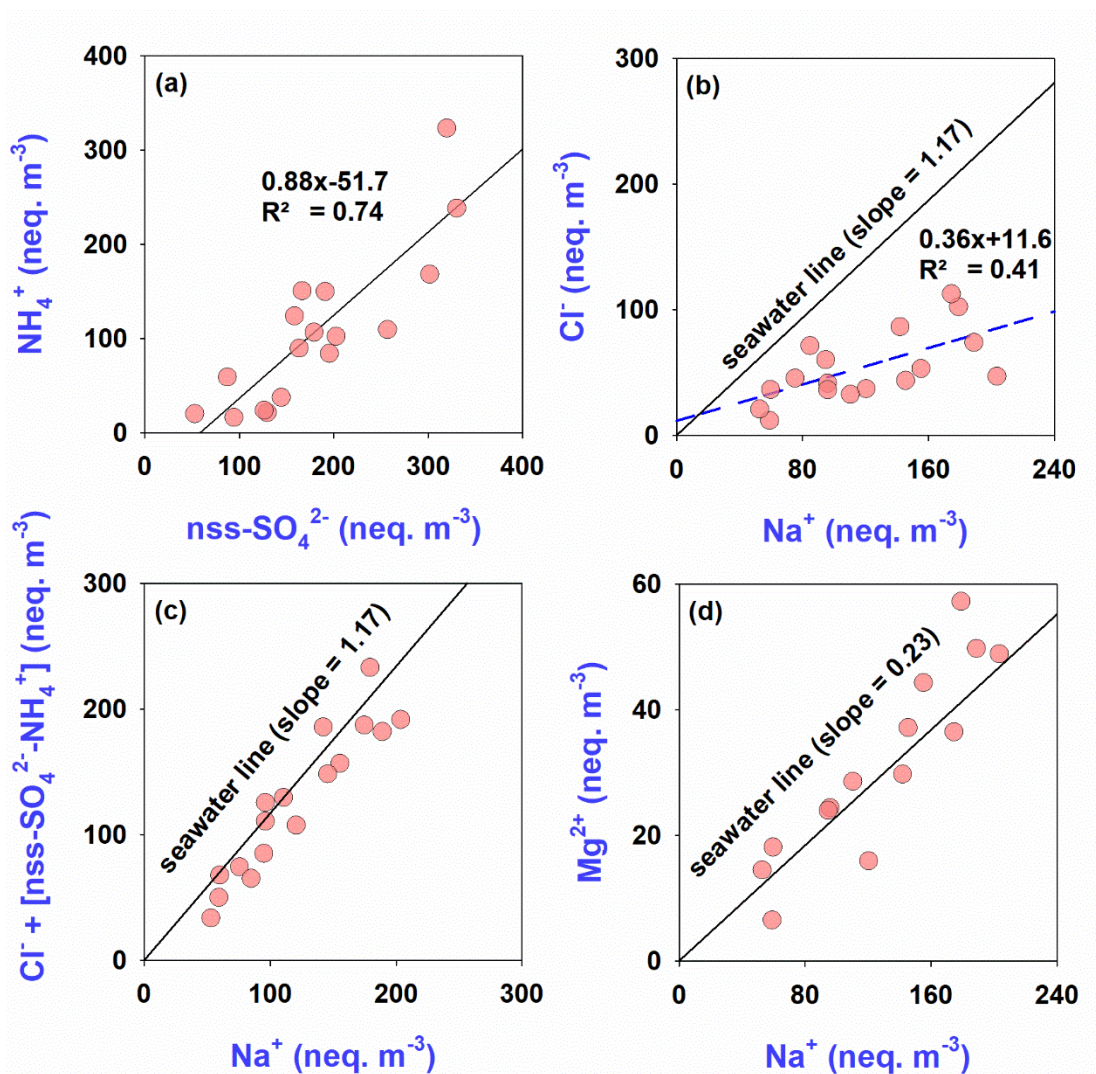 (a)
NH₄⁺ (neq. m⁻³)
400
300
200
100
0
0.88x-51.7
R² = 0.74
0 100 200 300 400
nss-SO₄²⁻ (neq. m⁻³)
(b)
Cl⁻ (neq. m⁻³)
300
200
100
0
seawater line (slope = 1.17)
0.36x+11.6
R² = 0.41
0 80 160 240
Na⁺ (neq. m⁻³)
(c)
Cl⁻ + [nss-SO₄²⁻-NH₄⁺] (neq. m⁻³)
300
200
100
0
seawater line (slope = 1.17)
0 100 200 300
Na⁺ (neq. m⁻³)
(d)
Mg²⁺ (neq. m⁻³)
60
40
20
0
seawater line (slope = 0.23)
0 80 160 240
Na⁺ (neq. m⁻³)